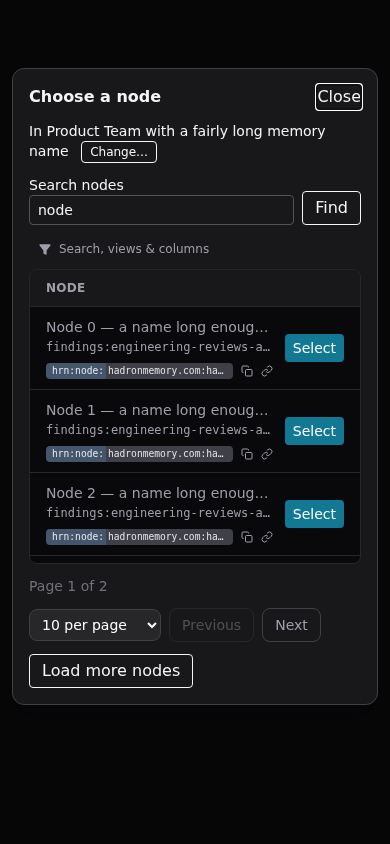 Choose a node
Close
In Product Team with a fairly long memory
name Change…
Search nodes
node
Find
Search, views & columns
NODE
Node 0 — a name long enoug…
findings:engineering-reviews-a…
Select
hrn:node: hadronmemory.com:ha…
Node 1 — a name long enoug…
findings:engineering-reviews-a…
Select
hrn:node: hadronmemory.com:ha…
Node 2 — a name long enoug…
findings:engineering-reviews-a…
Select
hrn:node: hadronmemory.com:ha…
Page 1 of 2
10 per page
Previous
Next
Load more nodes